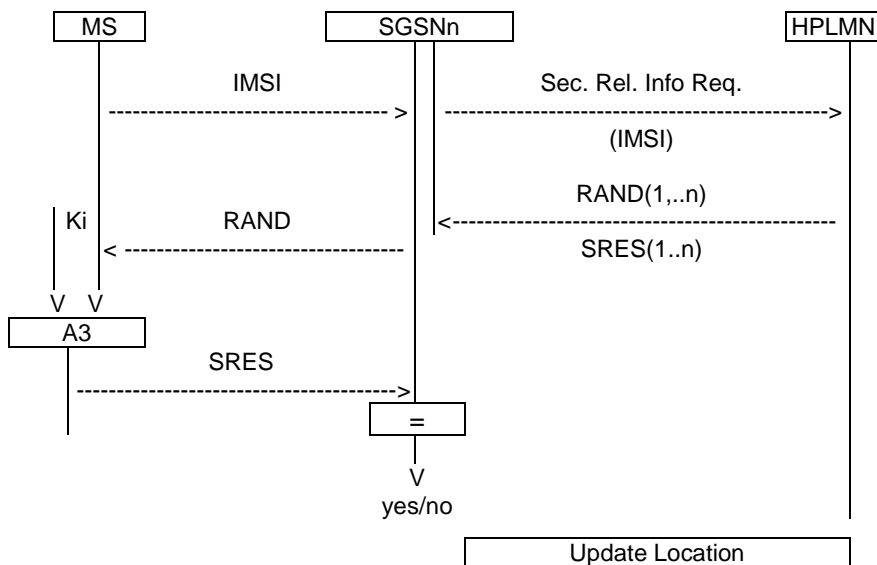 MS SGSNn HPLMN
IMSI Sec. Rel. Info Req.
------------------------------------- > ---------------------------------------------------->
(IMSI)
RAND(1,..n)
Ki RAND <----------------------------------------------------
< ------------------------------------- SRES(1..n)
V V
A3
SRES
------------------------------------------>
=
V
yes/no
Update Location